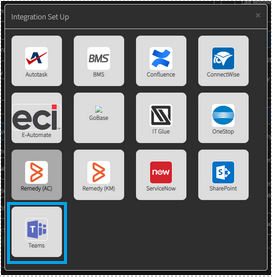 Integration Set Up
×
Autotask
BMS
BMS
Confluence
ConnectWise
eci
E-Automate
GoBase
IT Glue
OneStop
Remedy (AC)
Remedy (KM)
now
ServiceNow
S
SharePoint
T
Teams